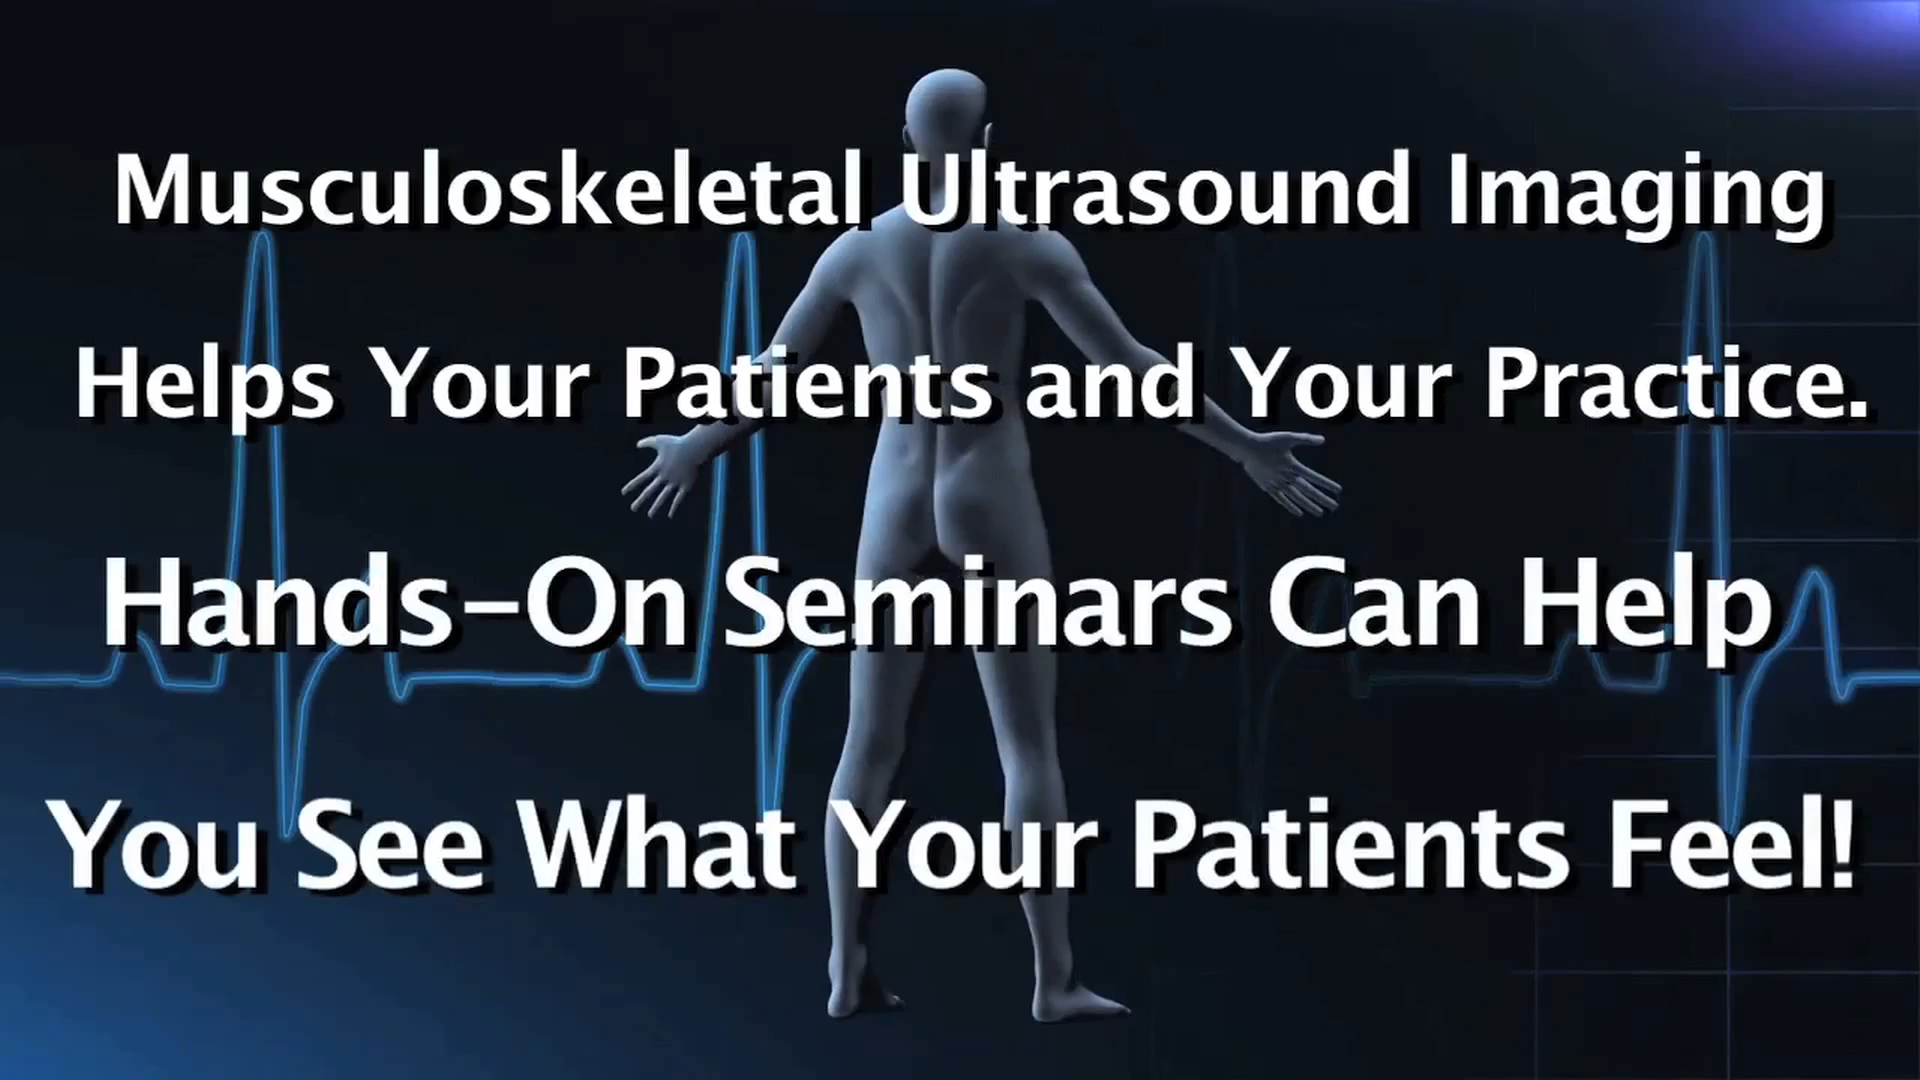 Musculoskeletal Ultrasound Imaging
Helps Your Patients and Your Practice.
Hands-On Seminars Can Help
You See What Your Patients Feel!